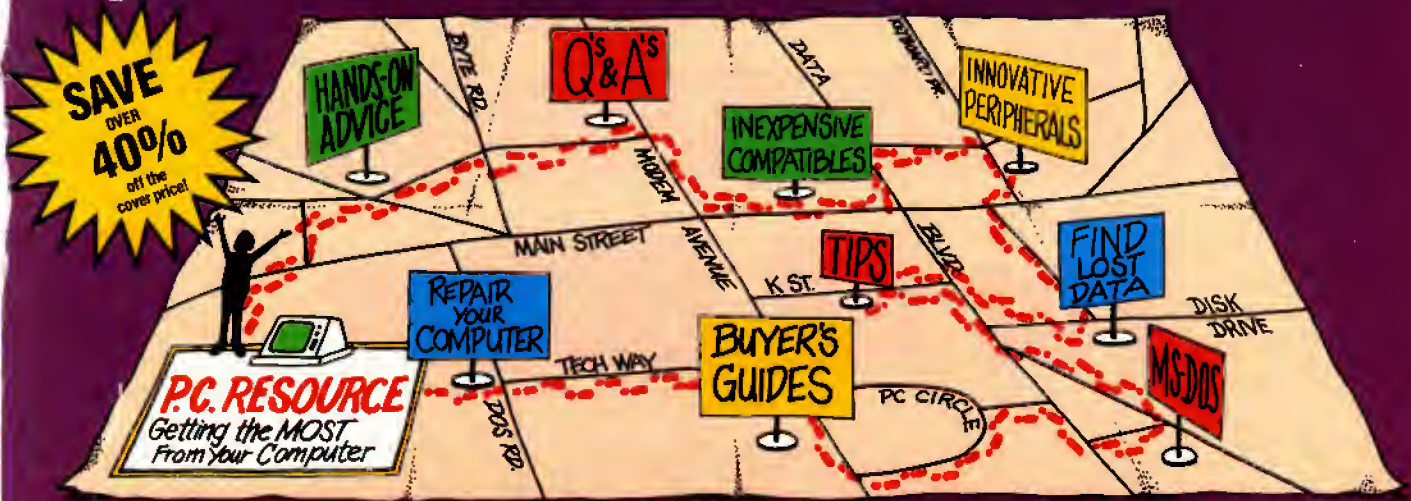 SAVE
OVER
40%
off the
cover price!
HANDS-ON
ADVICE
BYTE RD.
Q's & A's
DATA
INNOVATIVE
PERIPHERALS
MODEM
INEXPENSIVE
COMPATIBLES
MAIN STREET
AVENUE
TIPS
BLVD.
FIND
LOST
DATA
K ST.
REPAIR
YOUR
COMPUTER
DISK
DRIVE
BUYER'S
GUIDES
TECH WAY
MS-DOS
P.C. RESOURCE
Getting the MOST
From Your Computer
DOS RD.
PC CIRCLE